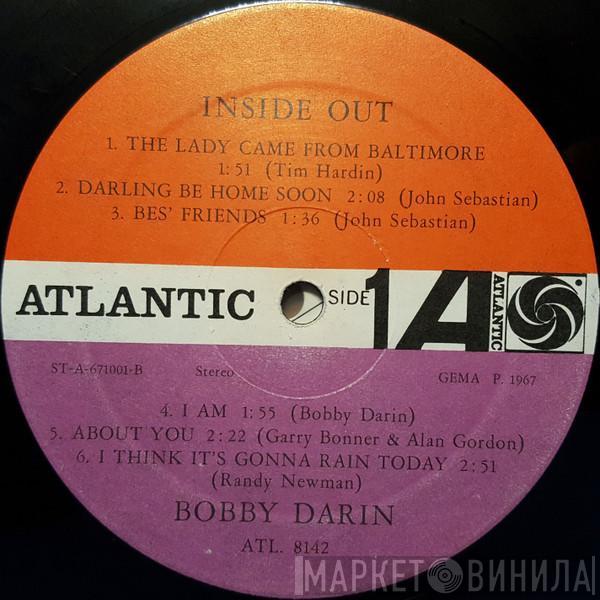 INSIDE OUT
1. THE LADY CAME FROM BALTIMORE
1:51 (Tim Hardin)
2. DARLING BE HOME SOON 2:08 (John Sebastian)
3. BES' FRIENDS 1:36 (John Sebastian)
ATLANTIC SIDE 1 A ATLANTIC
ST-A-671001-B Stereo GEMA P. 1967
4. I AM 1:55 (Bobby Darin)
5. ABOUT YOU 2:22 (Garry Bonner & Alan Gordon)
6. I THINK IT'S GONNA RAIN TODAY 2:51
(Randy Newman)
BOBBY DARIN
ATL. 8142
МАРКЕТ ВИНИЛА